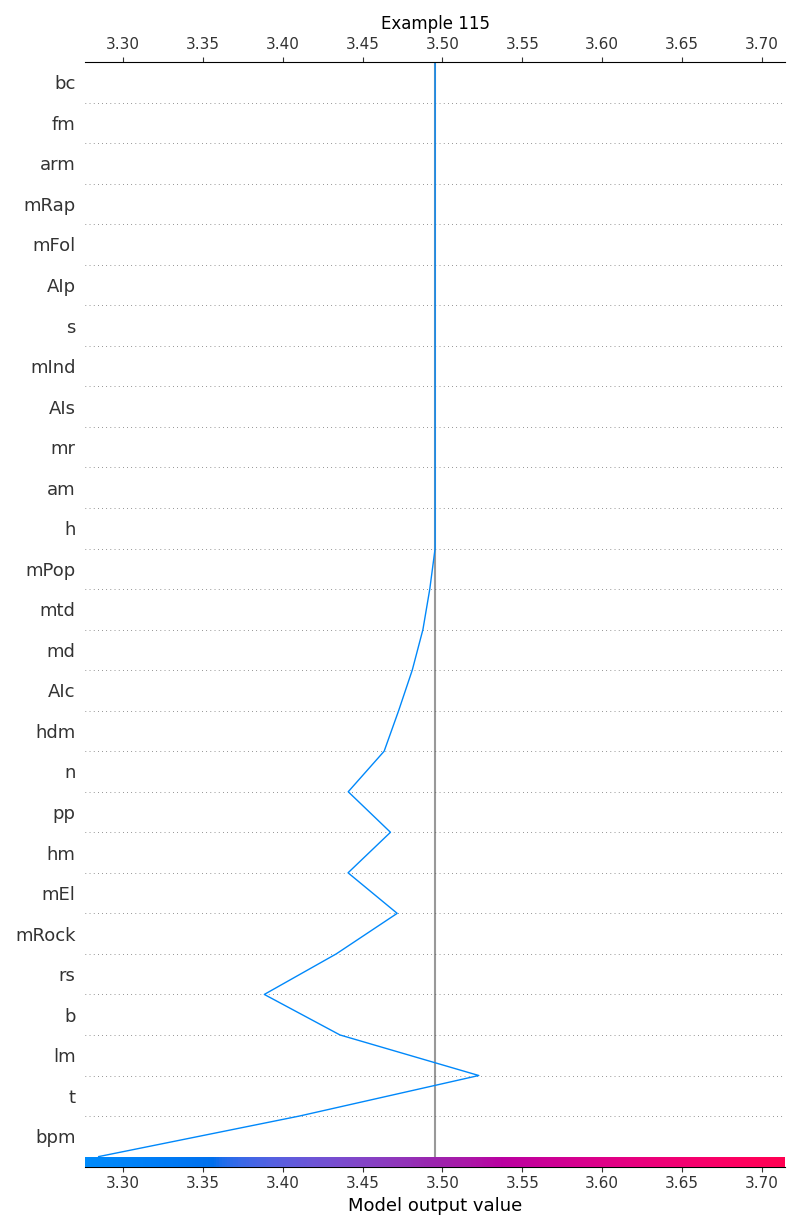 Example 115
3.30 3.35 3.40 3.45 3.50 3.55 3.60 3.65 3.70
bc
fm
arm
mRap
mFol
AIp
s
mInd
AIs
mr
am
h
mPop
mtd
md
AIc
hdm
n
pp
hm
mEl
mRock
rs
b
lm
t
bpm
3.30 3.35 3.40 3.45 3.50 3.55 3.60 3.65 3.70
Model output value